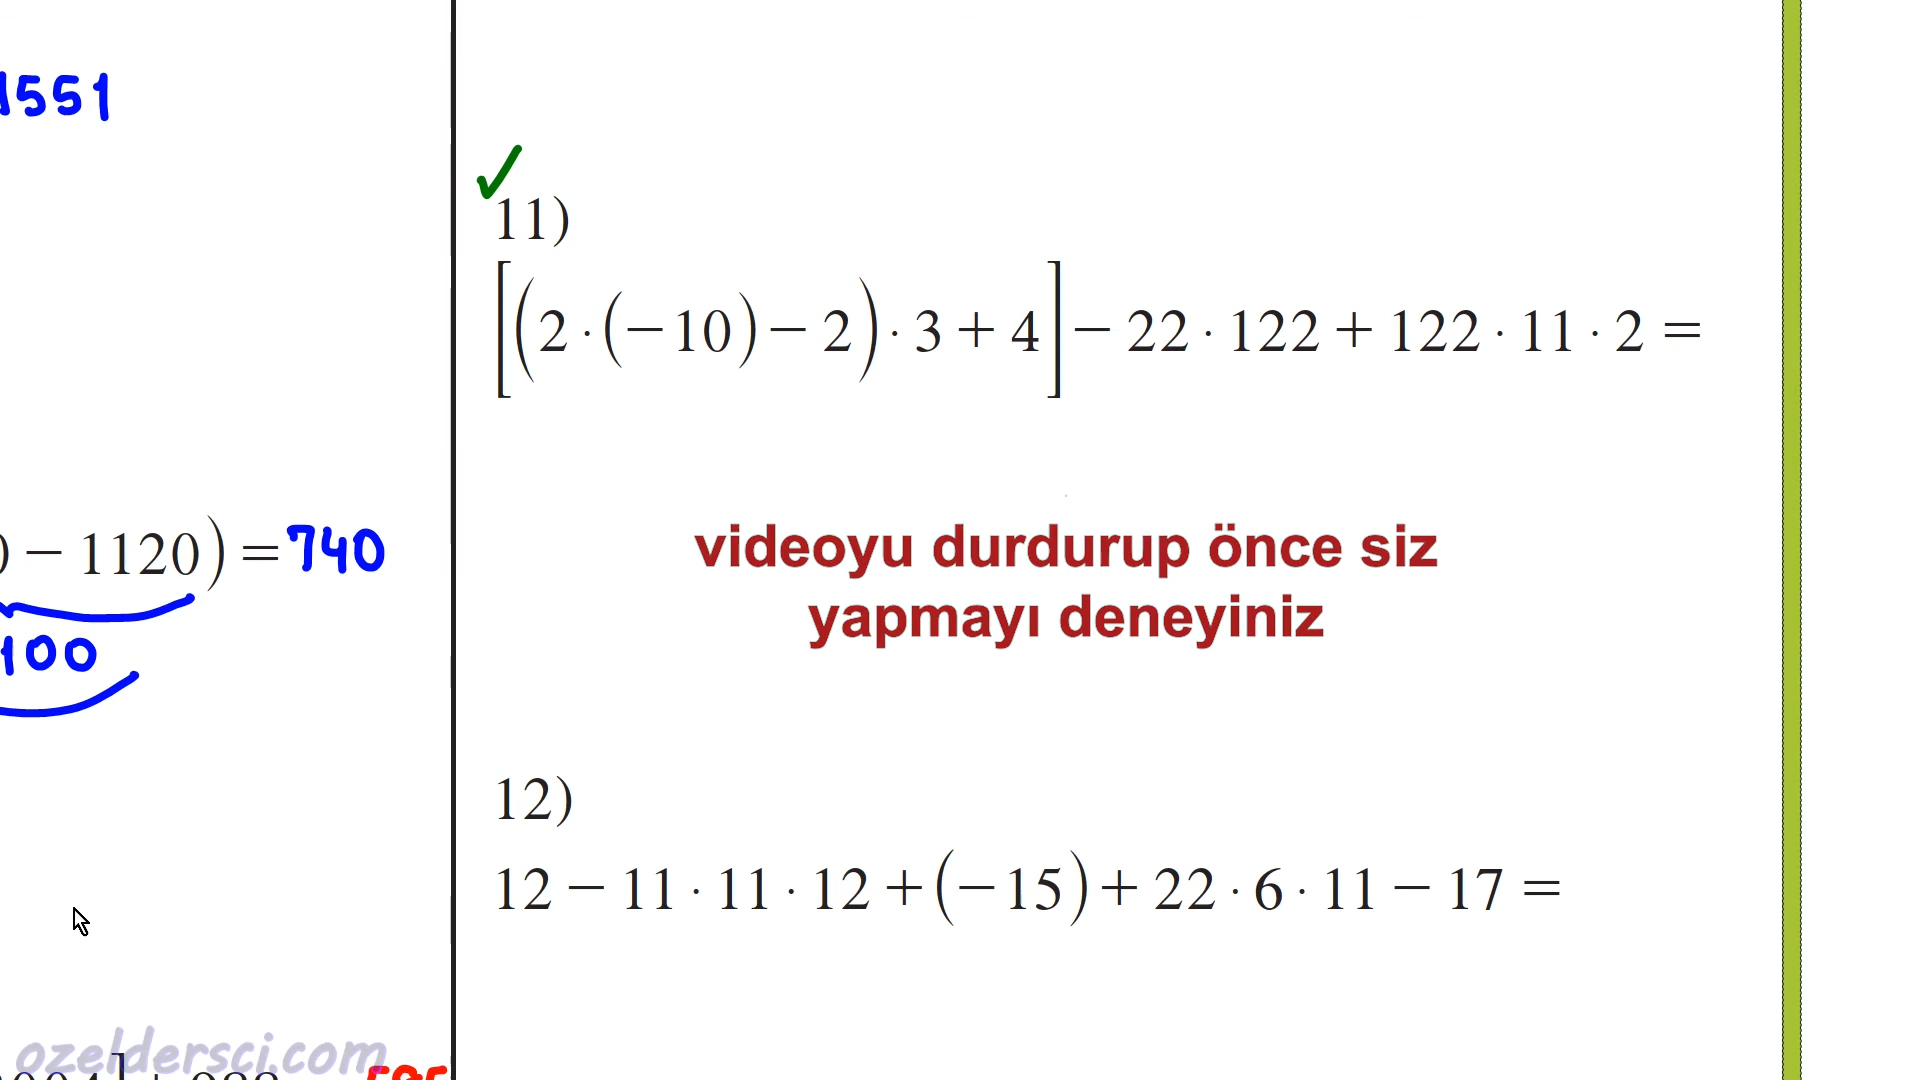 1551
− 1120) = 740
100
11)
[(2 · (−10) − 2) · 3 + 4] − 22 · 122 + 122 · 11 · 2 =
videoyu durdurup önce siz
yapmayı deneyiniz
12)
12 − 11 · 11 · 12 + (−15) + 22 · 6 · 11 − 17 =
ozeldersci.com